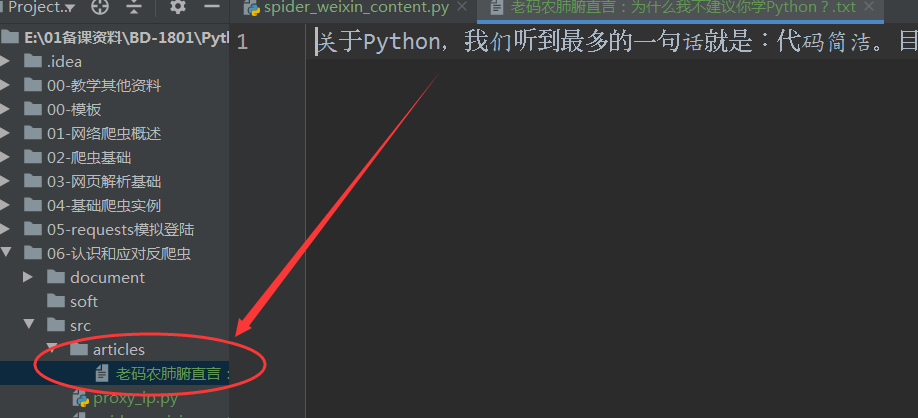 Project.
spider_weixin_content.py
老码农肺腑直言：为什么我不建议你学Python？.txt
E:\01备课资料\BD-1801\Pyt
1
关于Python，我们听到最多的一句话就是：代码简洁。目
.idea
00-教学其他资料
00-模板
01-网络爬虫概述
02-爬虫基础
03-网页解析基础
04-基础爬虫实例
05-requests模拟登陆
06-认识和应对反爬虫
document
soft
src
articles
老码农肺腑直言：
proxy_ip.py